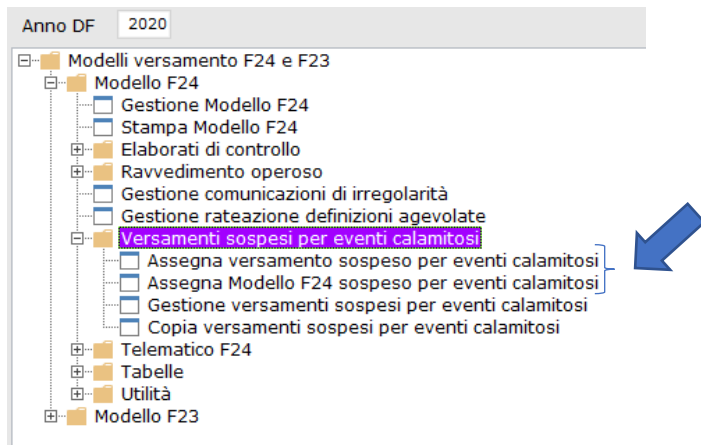 Anno DF 2020
Modelli versamento F24 e F23
Modello F24
Gestione Modello F24
Stampa Modello F24
Elaborati di controllo
Ravvedimento operoso
Gestione comunicazioni di irregolarità
Gestione rateazione definizioni agevolate
Versamenti sospesi per eventi calamitosi
Assegna versamento sospeso per eventi calamitosi
Assegna Modello F24 sospeso per eventi calamitosi
Gestione versamenti sospesi per eventi calamitosi
Copia versamenti sospesi per eventi calamitosi
Telematico F24
Tabelle
Utilità
Modello F23